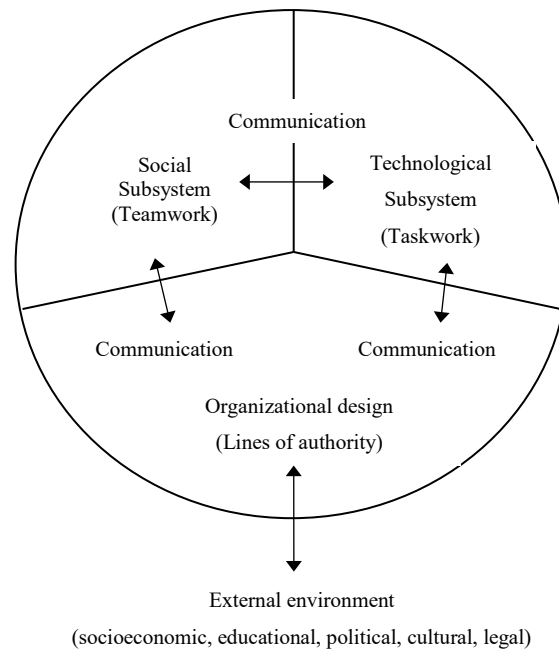 Communication
Social
Subsystem
(Teamwork)
Technological
Subsystem
(Taskwork)
Communication
Communication
Organizational design
(Lines of authority)
External environment
(socioeconomic, educational, political, cultural, legal)